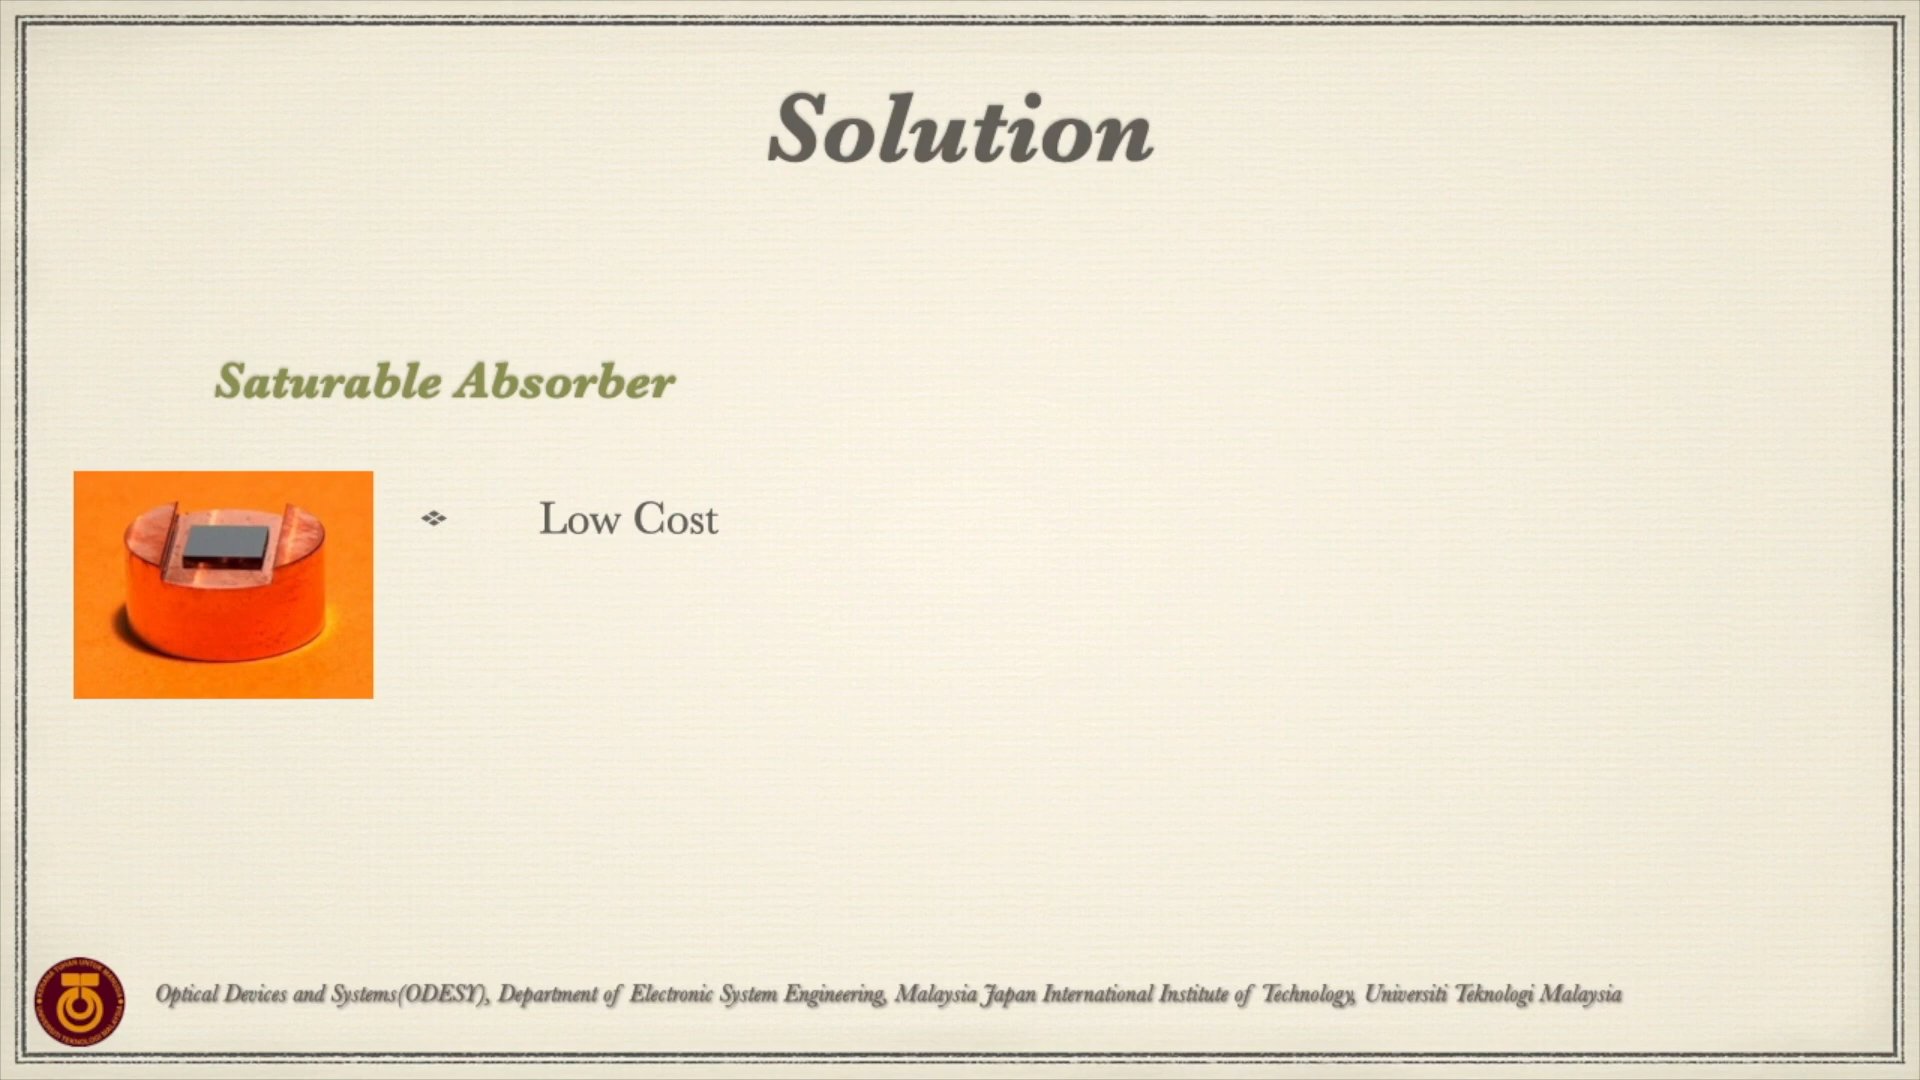 Solution
Saturable Absorber
❖ Low Cost
Optical Devices and Systems(ODESY), Department of Electronic System Engineering, Malaysia Japan International Institute of Technology, Universiti Teknologi Malaysia